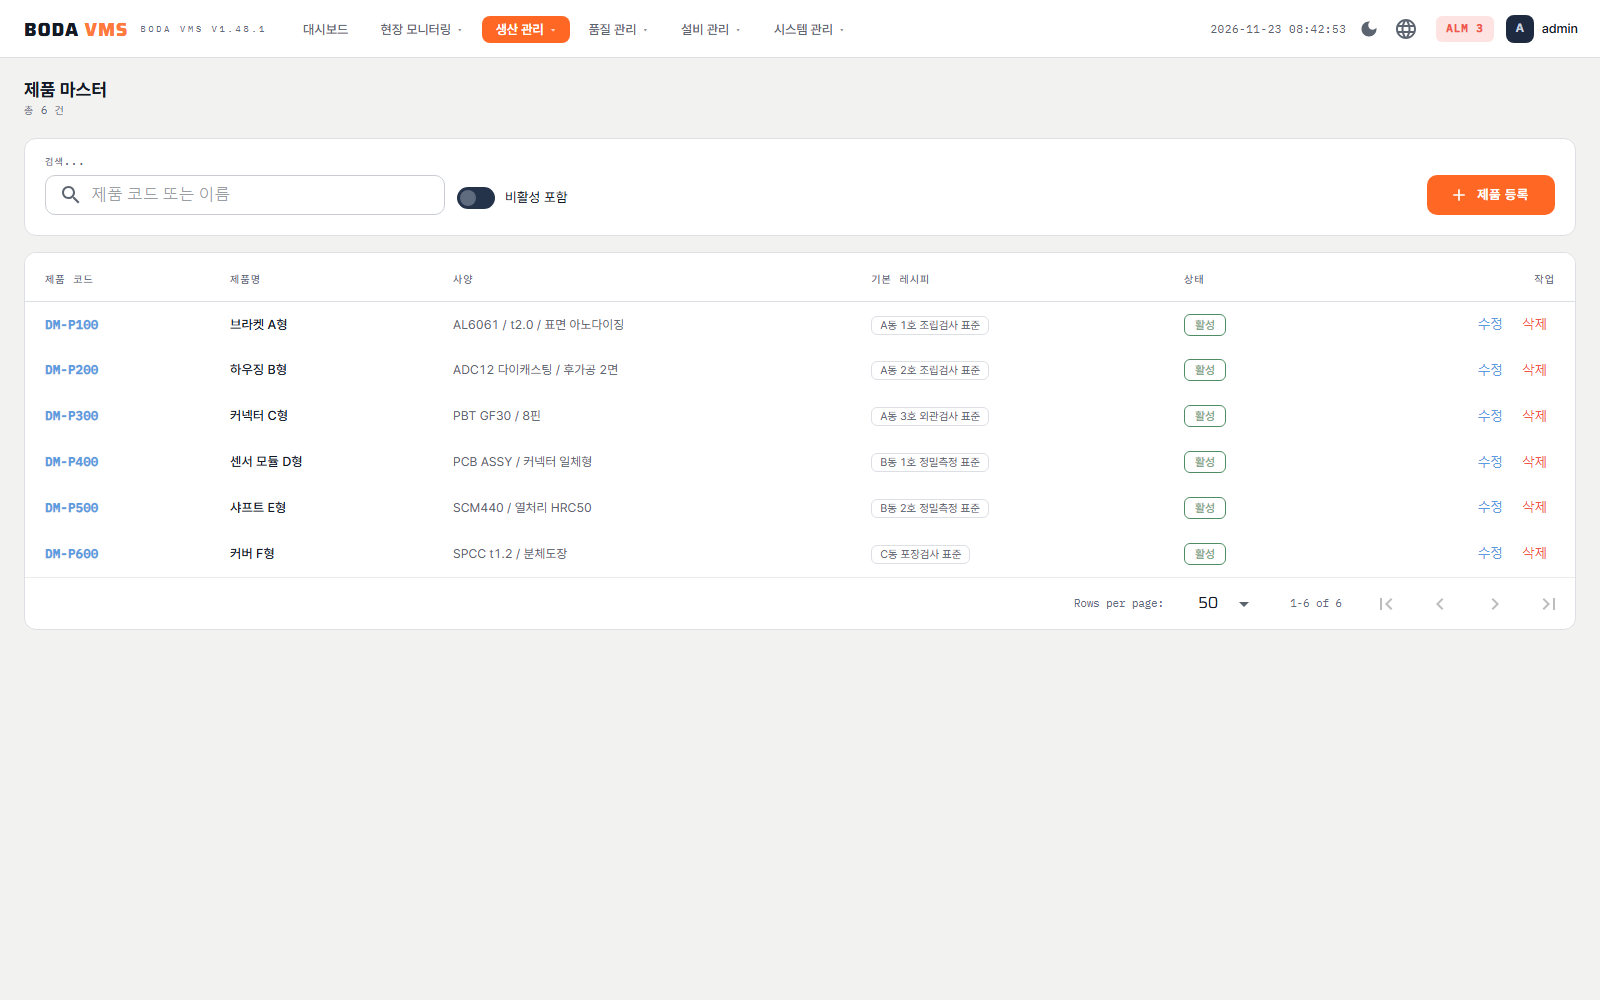 BODA VMS BODA VMS V1.48.1 대시보드 현장 모니터링 생산 관리 품질 관리 설비 관리 시스템 관리 2026-11-23 08:42:53 ALM 3 A admin
제품 마스터
총 6 건
검색...
제품 코드 또는 이름 비활성 포함 + 제품 등록
제품 코드 제품명 사양 기본 레시피 상태 작업
DM-P100 브라켓 A형 AL6061 / t2.0 / 표면 아노다이징 A동 1호 조립검사 표준 활성 수정 삭제
DM-P200 하우징 B형 ADC12 다이캐스팅 / 후가공 2면 A동 2호 조립검사 표준 활성 수정 삭제
DM-P300 커넥터 C형 PBT GF30 / 8핀 A동 3호 외관검사 표준 활성 수정 삭제
DM-P400 센서 모듈 D형 PCB ASSY / 커넥터 일체형 B동 1호 정밀측정 표준 활성 수정 삭제
DM-P500 샤프트 E형 SCM440 / 열처리 HRC50 B동 2호 정밀측정 표준 활성 수정 삭제
DM-P600 커버 F형 SPCC t1.2 / 분체도장 C동 포장검사 표준 활성 수정 삭제
Rows per page: 50 1-6 of 6